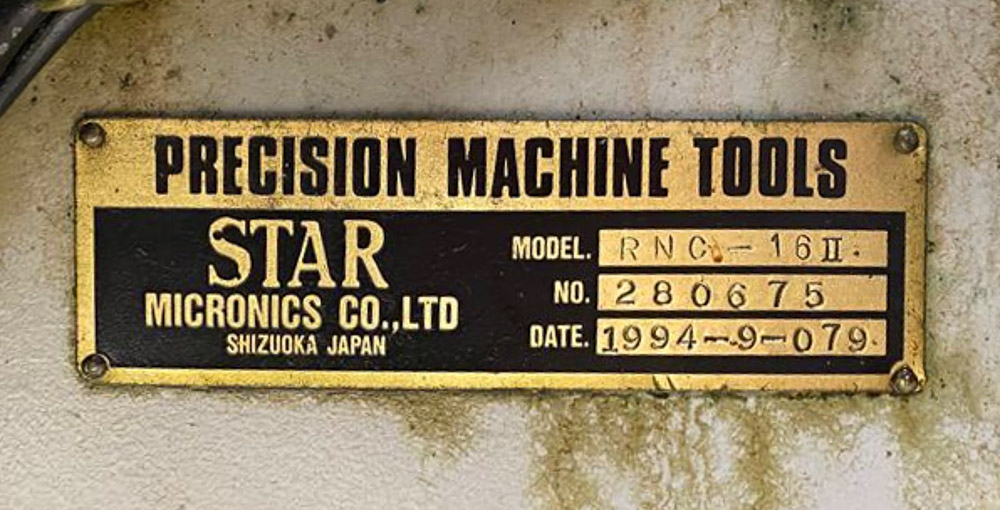 PRECISION MACHINE TOOLS
STAR
MICRONICS CO.,LTD
SHIZUOKA JAPAN
MODEL. RNC-16II
NO. 280675
DATE. 1994-9-079